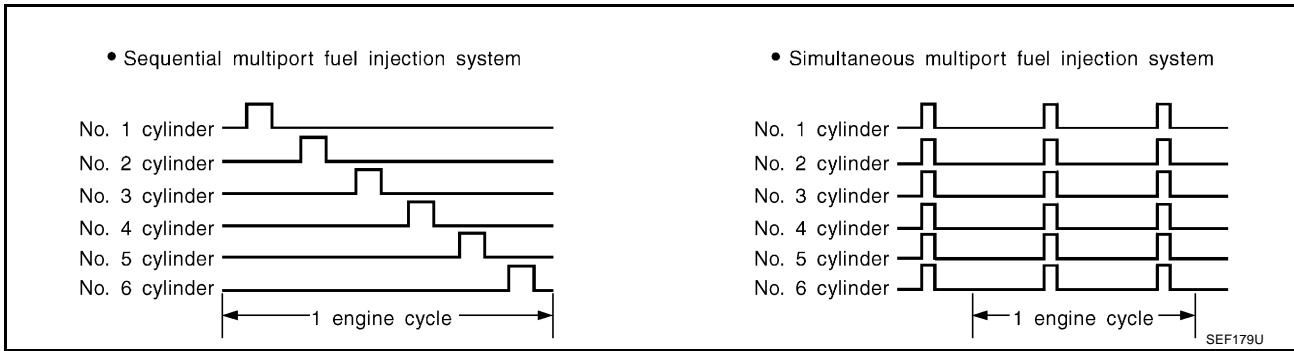 • Sequential multiport fuel injection system
No. 1 cylinder
No. 2 cylinder
No. 3 cylinder
No. 4 cylinder
No. 5 cylinder
No. 6 cylinder
1 engine cycle
• Simultaneous multiport fuel injection system
No. 1 cylinder
No. 2 cylinder
No. 3 cylinder
No. 4 cylinder
No. 5 cylinder
No. 6 cylinder
1 engine cycle
SEF179U